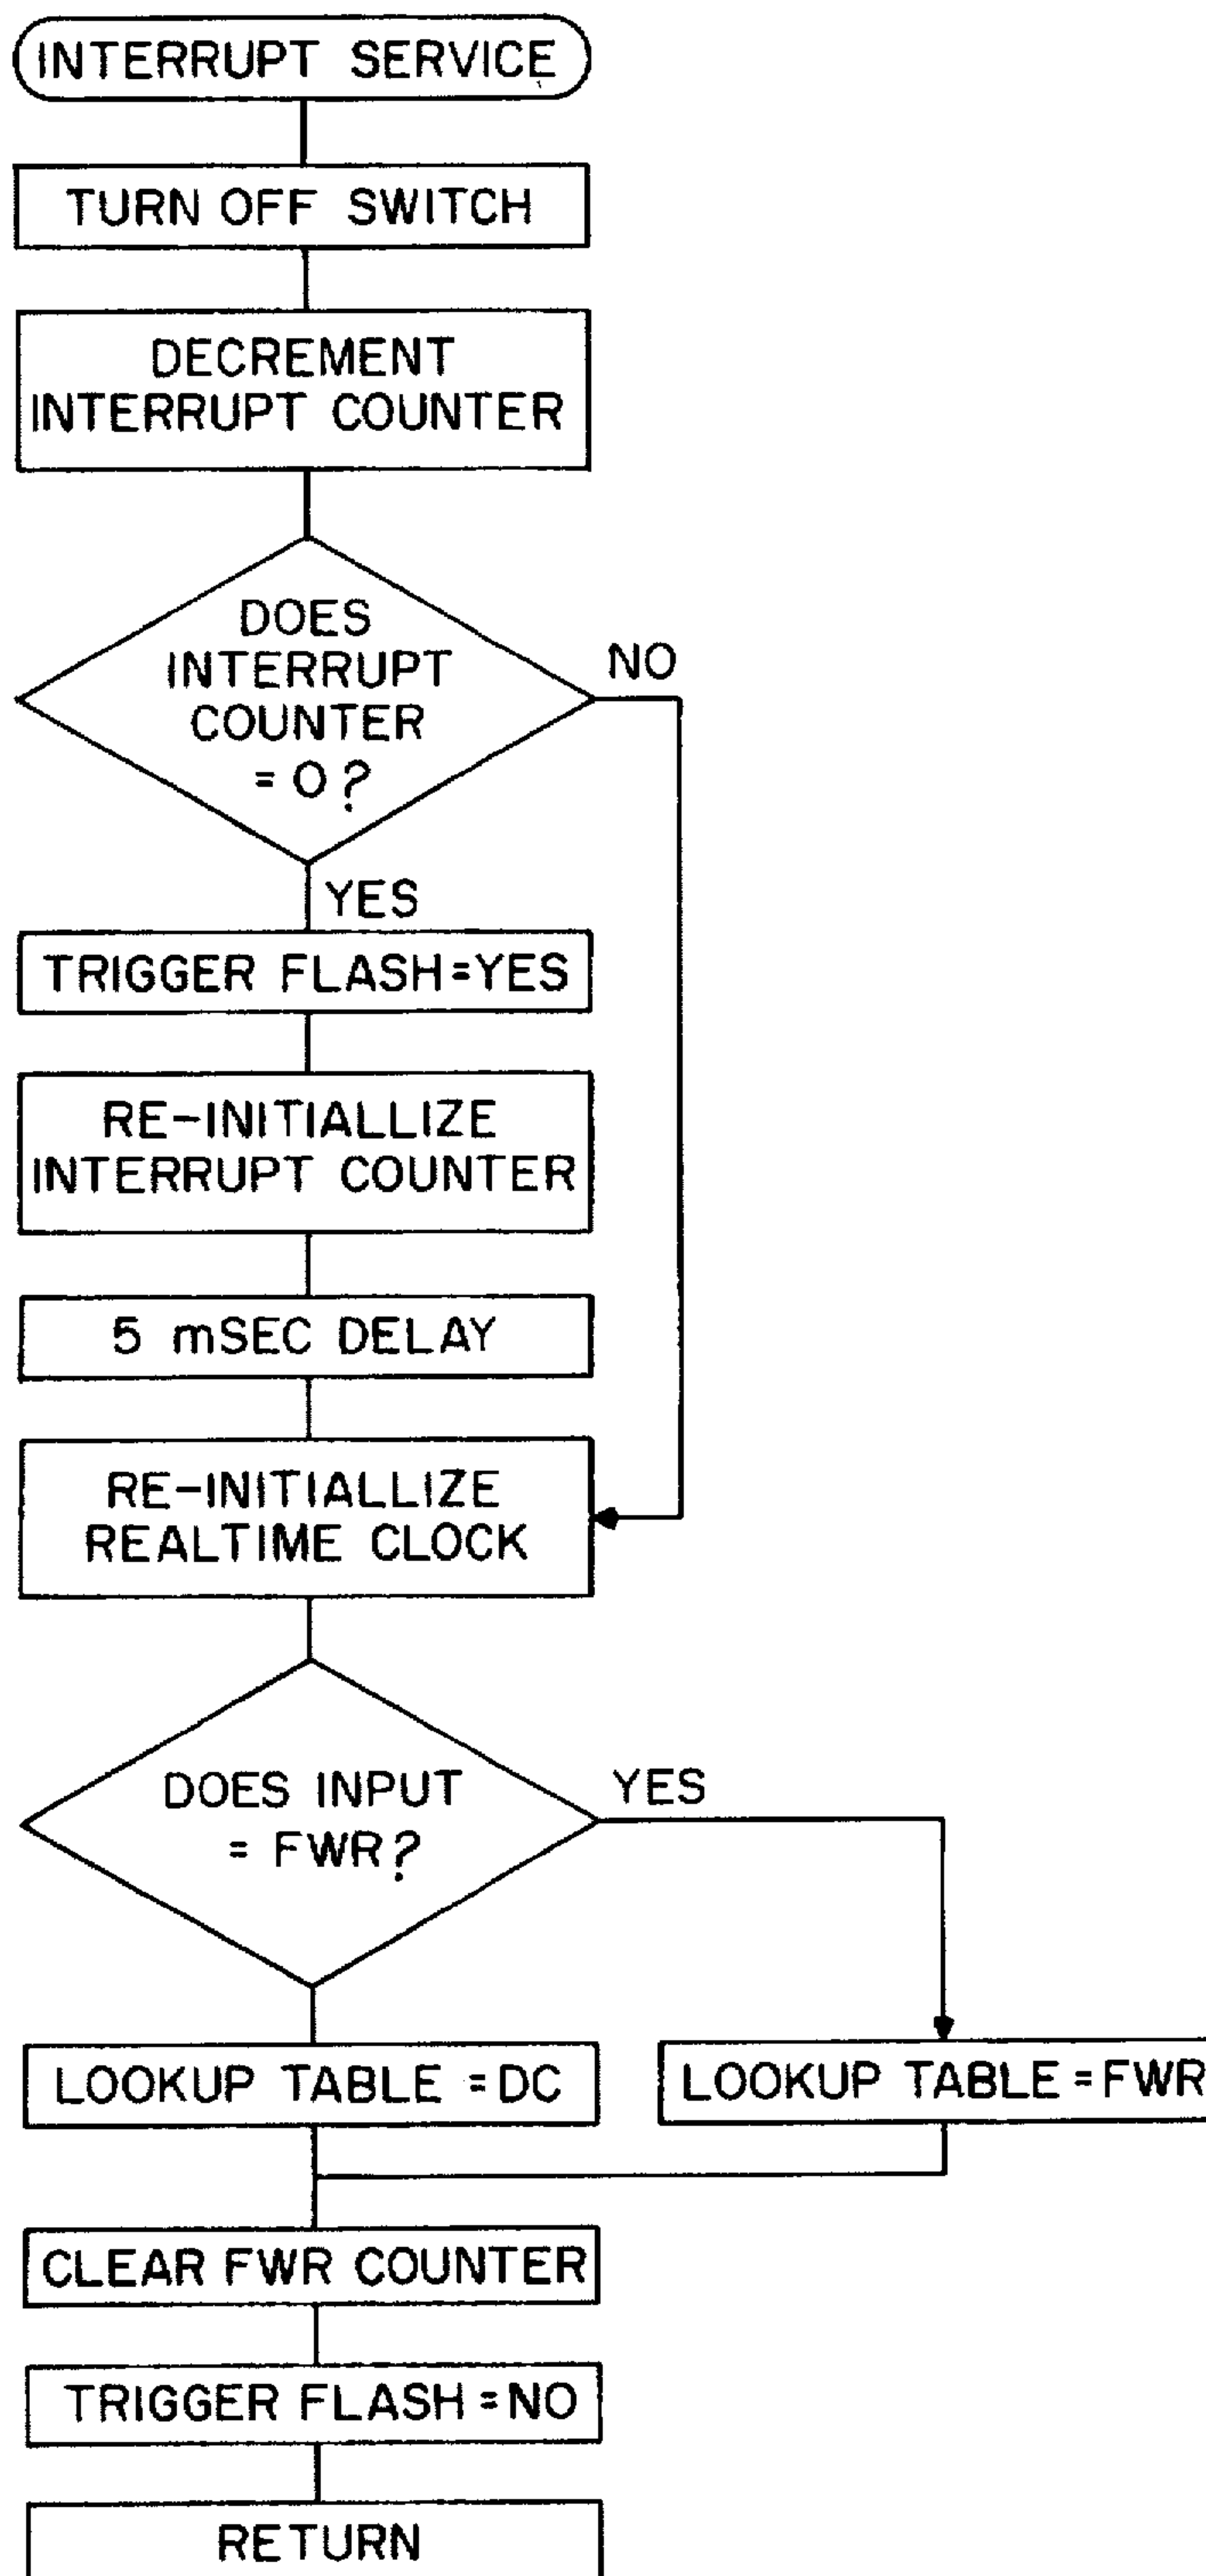 INTERRUPT SERVICE
TURN OFF SWITCH
DECREMENT
INTERRUPT COUNTER
DOES
INTERRUPT
COUNTER
= 0?
NO
YES
TRIGGER FLASH=YES
RE-INITIALLIZE
INTERRUPT COUNTER
5 mSEC DELAY
RE-INITIALLIZE
REALTIME CLOCK
DOES INPUT
= FWR?
YES
LOOKUP TABLE =DC
LOOKUP TABLE =FWR
CLEAR FWR COUNTER
TRIGGER FLASH =NO
RETURN